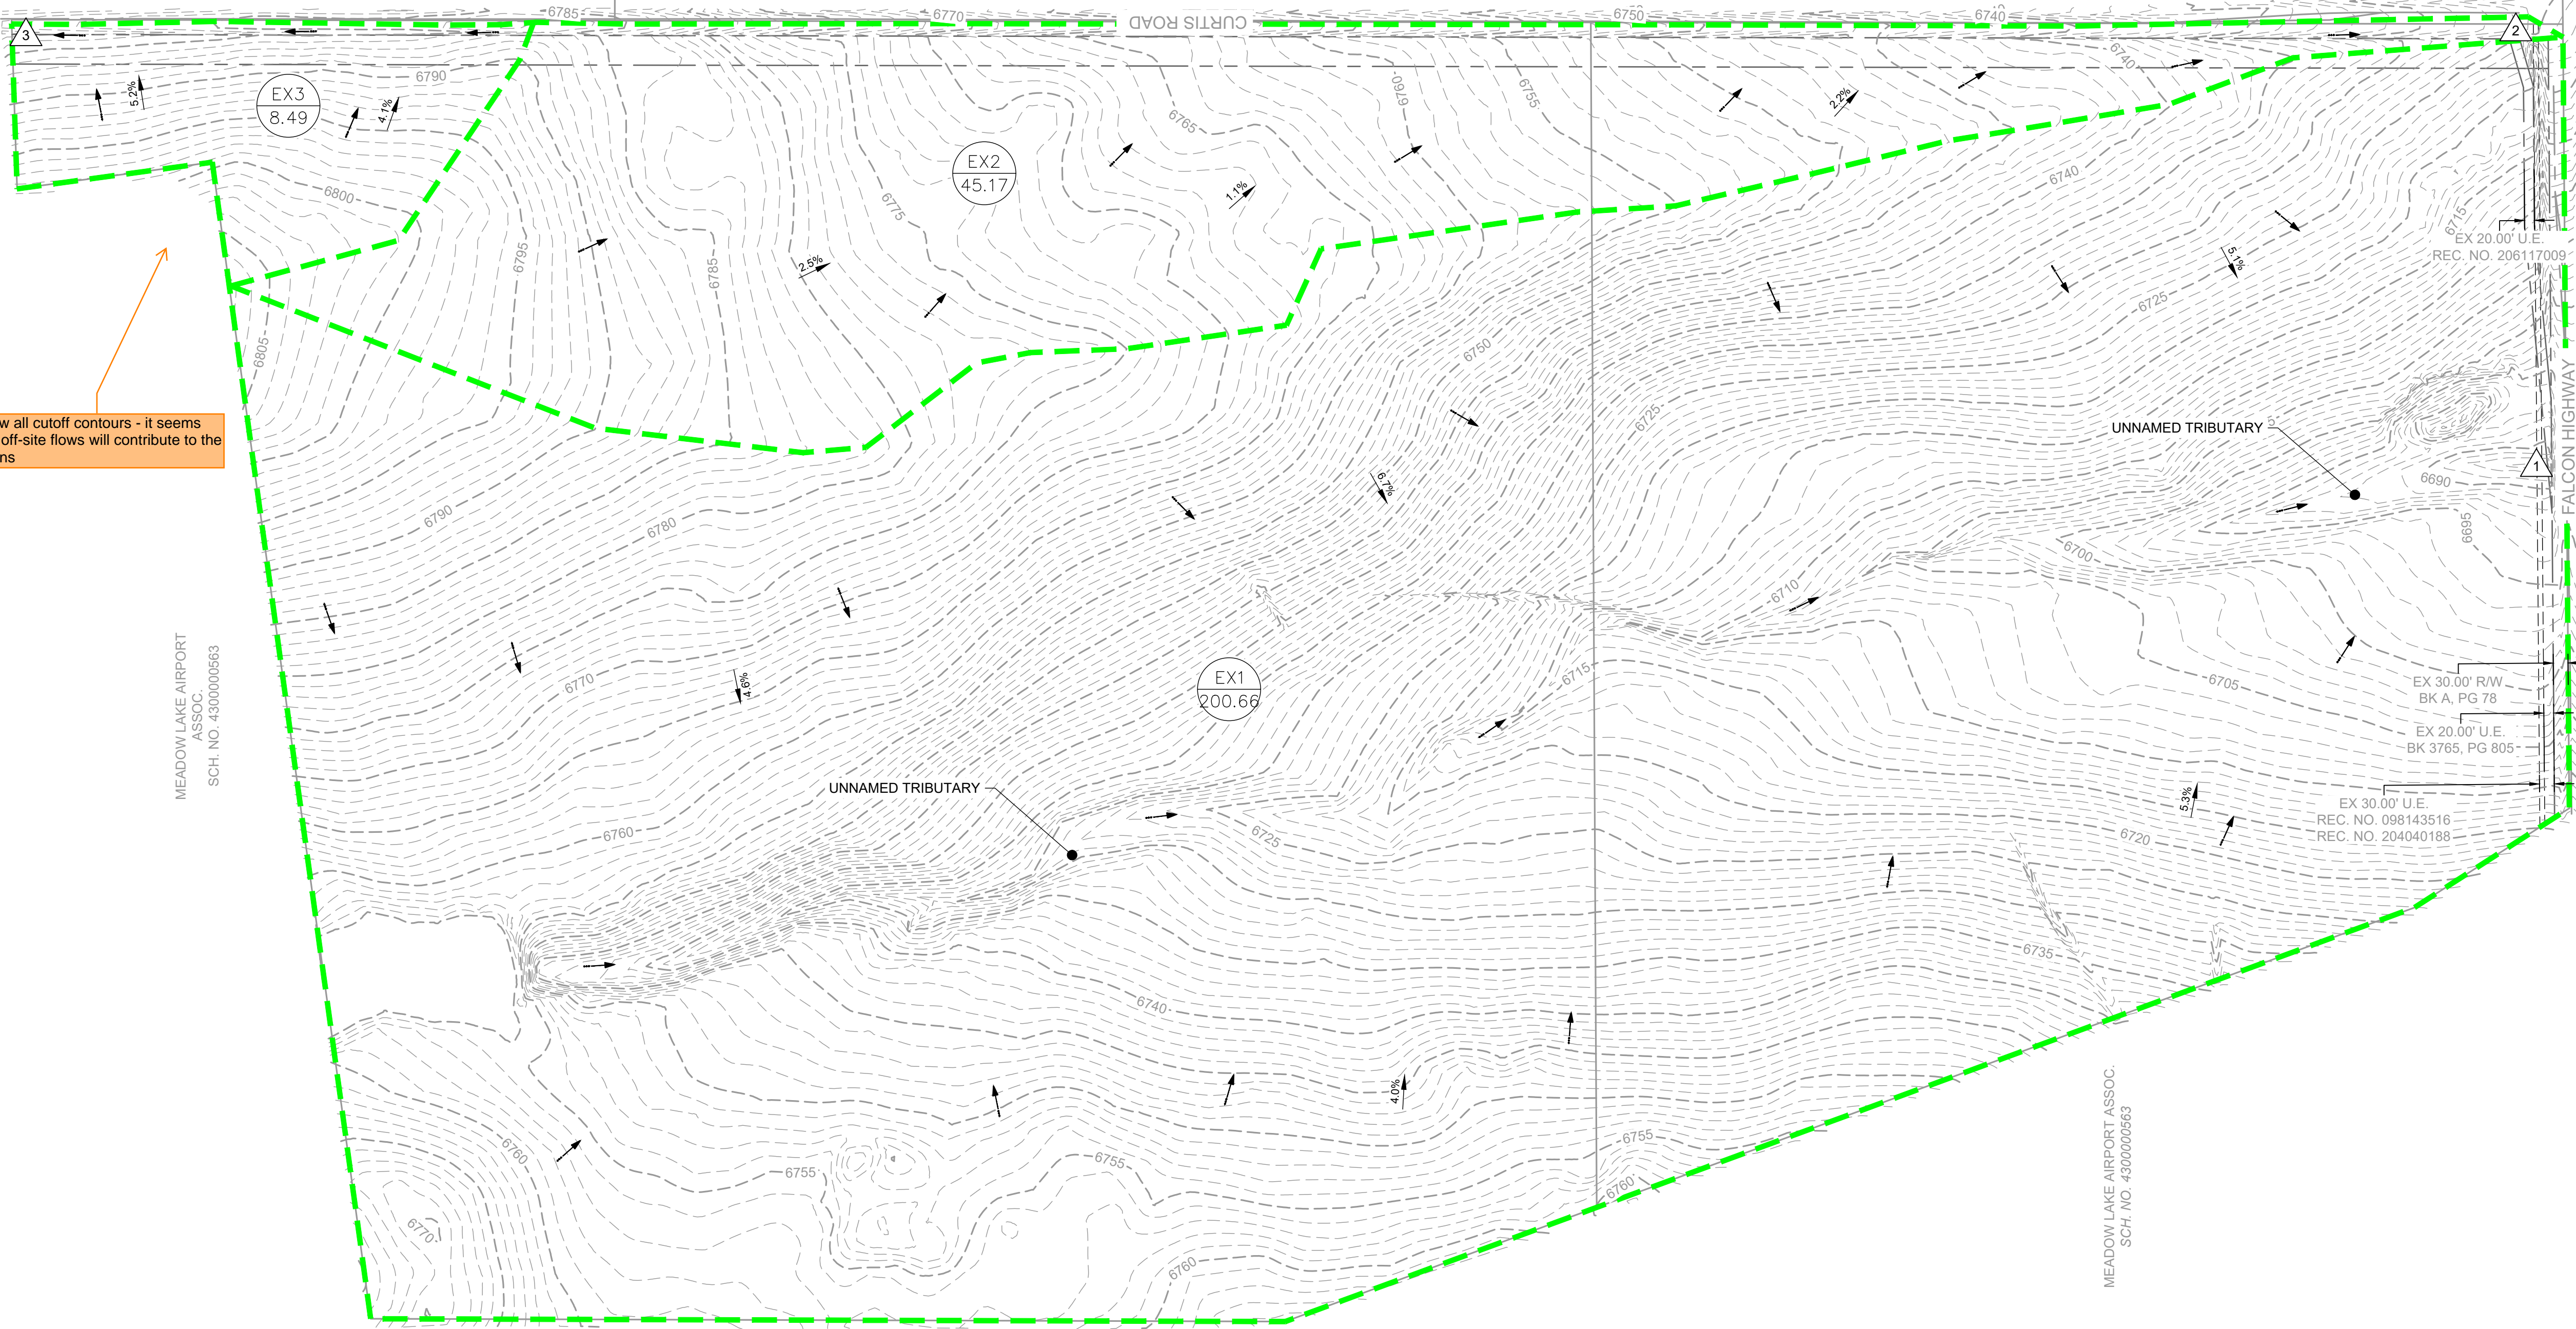 6785
6770
CURTIS ROAD
6750
6740
2
3
6790
5.2%
EX3
8.49
4.1%
6760
6755
6740
2.2%
6765
EX2
45.17
6800
6775
1.1%
6740
6715
EX 20.00' U.E.
REC. NO. 206117009
6795
6785
2.5%
5.1%
6725
6805
6750
FALCON HIGHWAY
w all cutoff contours - it seems
off-site flows will contribute to the
ns
6725
UNNAMED TRIBUTARY
5
1
6690
6790
6780
6.7%
6695
6700
6710
MEADOW LAKE AIRPORT
ASSOC.
SCH. NO. 4300000563
6770
4.6%
EX1
200.66
6715
6705
EX 30.00' R/W
BK A, PG 78
EX 20.00' U.E.
BK 3765, PG 805
UNNAMED TRIBUTARY
5.3%
EX 30.00' U.E.
REC. NO. 098143516
REC. NO. 204040188
6760
6725
6720
6735
6740
4.0%
6760
6755
6755
6755
6760
6770
6760
MEADOW LAKE AIRPORT ASSOC.
SCH. NO. 4300000563